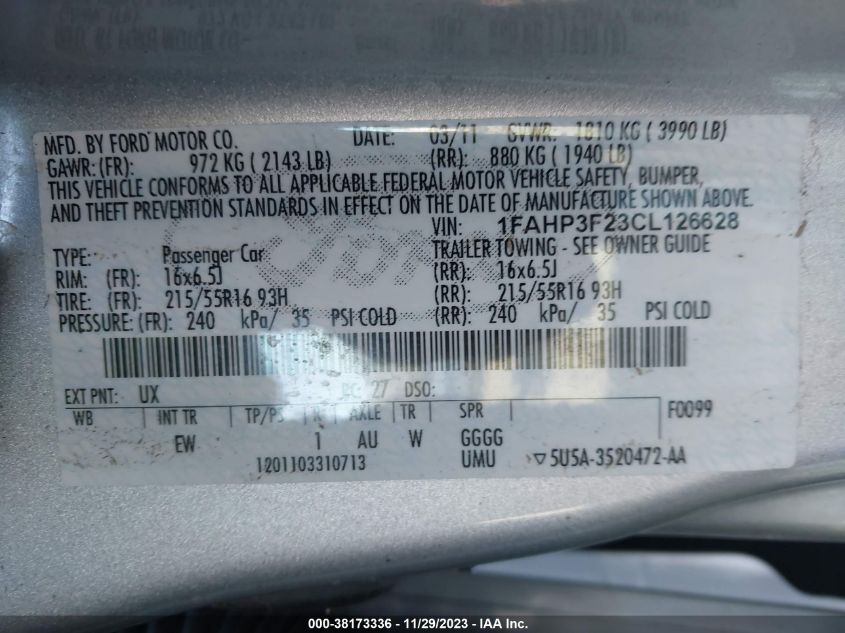 MFD. BY FORD MOTOR CO. DATE: 03/11 GVWR: 1810 KG ( 3990 LB)
GAWR: (FR): 972 KG ( 2143 LB) (RR): 880 KG ( 1940 LB)
THIS VEHICLE CONFORMS TO ALL APPLICABLE FEDERAL MOTOR VEHICLE SAFETY, BUMPER,
AND THEFT PREVENTION STANDARDS IN EFFECT ON THE DATE OF MANUFACTURE SHOWN ABOVE.
VIN: 1FAHP3F23CL126628
TYPE: Passenger Car TRAILER TOWING - SEE OWNER GUIDE
RIM: (FR): 16x6.5J (RR): 16x6.5J
TIRE: (FR): 215/55R16 93H (RR): 215/55R16 93H
PRESSURE: (FR): 240 kPa/ 35 PSI COLD (RR): 240 kPa/ 35 PSI COLD
EXT PNT: UX RC: 27 DSO:
WB INT TR TP/PS R AXLE TR SPR F0099
EW 1 AU W GGGG
1201103310713 UMU ▽5U5A-3520472-AA
000-38173336 - 11/29/2023 - IAA Inc.